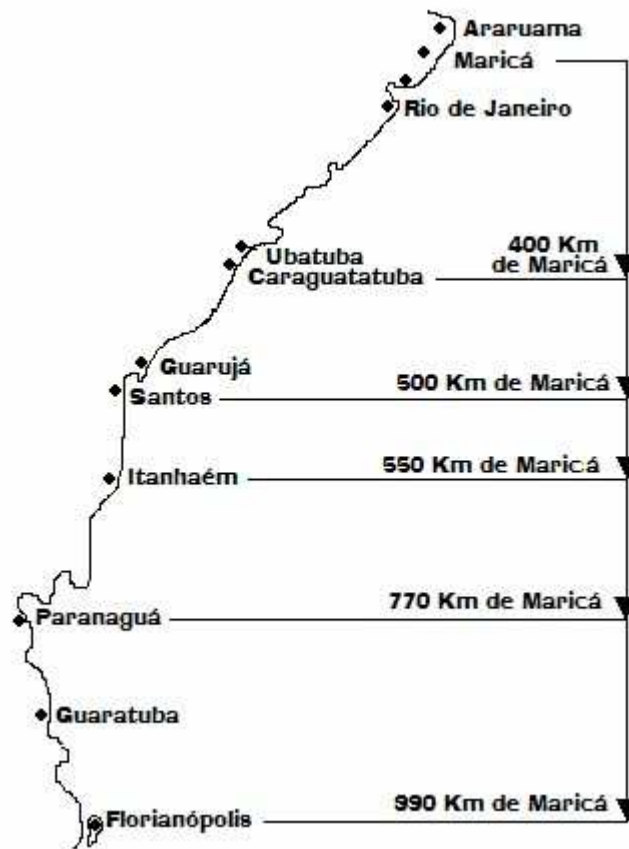 Araruama
Maricá
Rio de Janeiro
Ubatuba
400 Km
de Maricá
Caraguatatuba
Guarujá
Santos
500 Km de Maricá
Itanhaém
550 Km de Maricá
Paranaguá
770 Km de Maricá
Guaratuba
Florianópolis
990 Km de Maricá